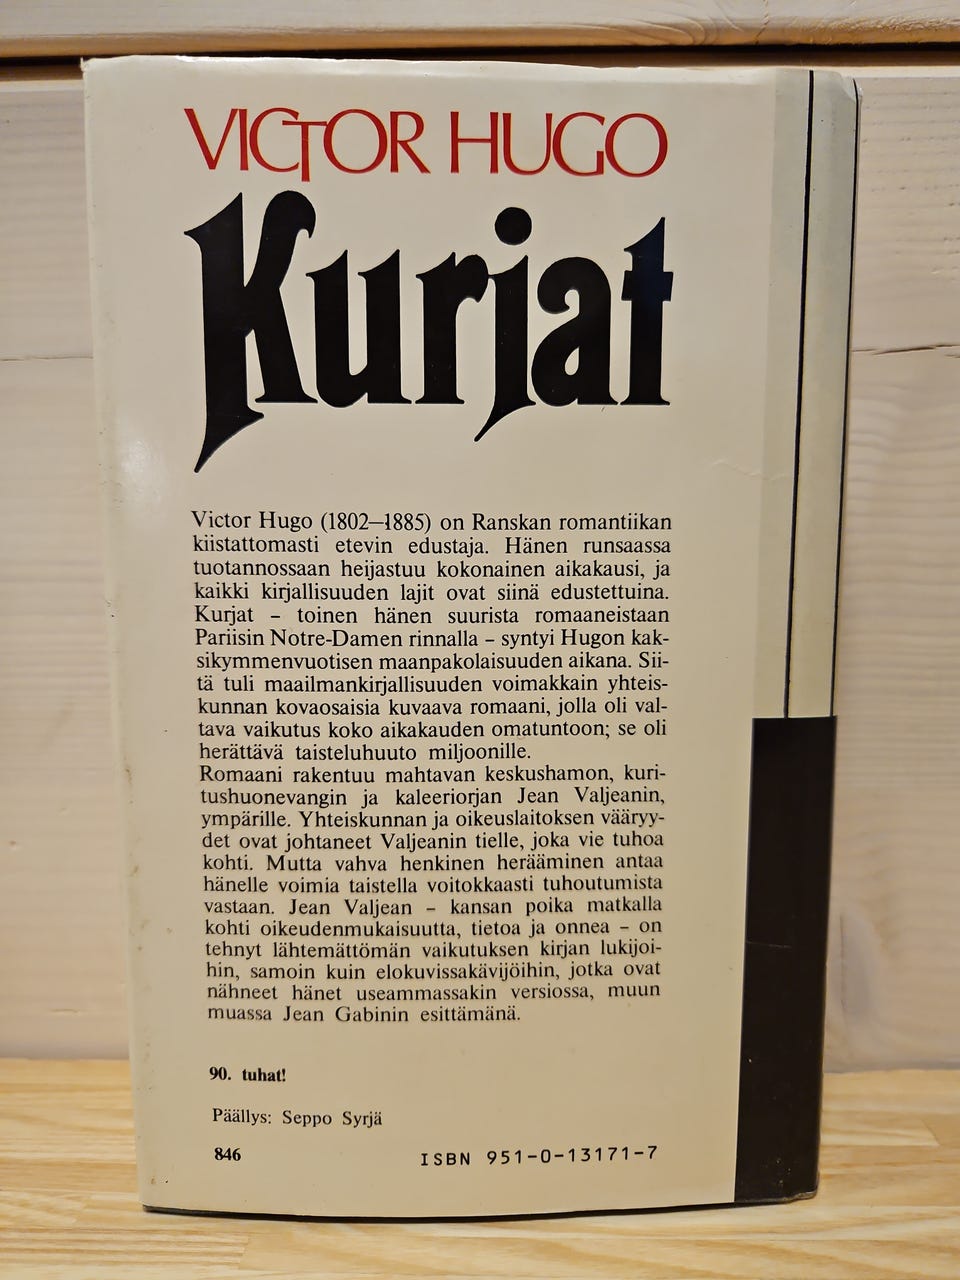 VICTOR HUGO
Kurjat
Victor Hugo (1802–1885) on Ranskan romantiikan
kiistattomasti etevin edustaja. Hänen runsaassa
tuotannossaan heijastuu kokonainen aikakausi, ja
kaikki kirjallisuuden lajit ovat siinä edustettuina.
Kurjat – toinen hänen suurista romaaneistaan
Pariisin Notre-Damen rinnalla – syntyi Hugon kak-
sikymmenvuotisen maanpakolaisuuden aikana. Sii-
tä tuli maailmankirjallisuuden voimakkain yhteis-
kunnan kovaosaisia kuvaava romaani, jolla oli val-
tava vaikutus koko aikakauden omatuntoon; se oli
herättävä taisteluhuuto miljoonille.
Romaani rakentuu mahtavan keskushamon, kuri-
tushuonevangin ja kaleeriorjan Jean Valjeanin,
ympärille. Yhteiskunnan ja oikeuslaitoksen vääryy-
det ovat johtaneet Valjeanin tielle, joka vie tuhoa
kohti. Mutta vahva henkinen herääminen antaa
hänelle voimia taistella voitokkaasti tuhoutumista
vastaan. Jean Valjean – kansan poika matkalla
kohti oikeudenmukaisuutta, tietoa ja onnea – on
tehnyt lähtemättömän vaikutuksen kirjan lukijoi-
hin, samoin kuin elokuvissakävijöihin, jotka ovat
nähneet hänet useammassakin versiossa, muun
muassa Jean Gabinin esittämänä.
90. tuhat!
Päällys: Seppo Syrjä
846
ISBN 951-0-13171-7